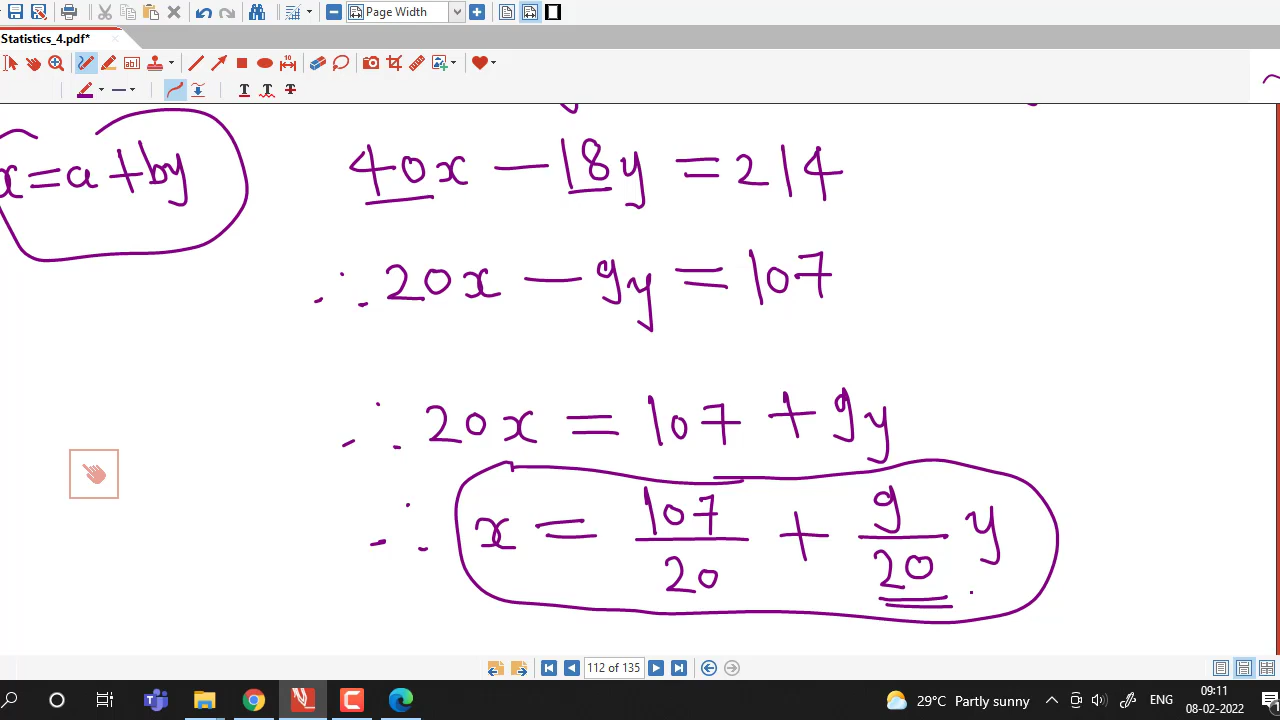 Page Width
Statistics_4.pdf*
x = a + by
40x - 18y = 214
∴ 20x - 9y = 107
∴ 20x = 107 + 9y
∴ x = 107/20 + 9/20 y
112 of 135
29°C Partly sunny
ENG
09:11
08-02-2022